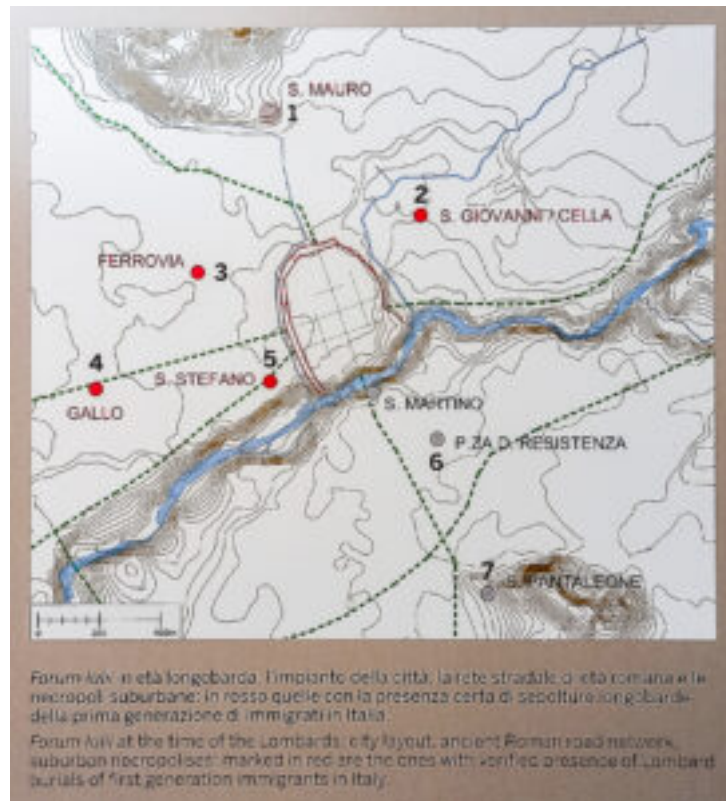 S. MAURO
1
2
S. GIOVANNI CELLA
FERROVIA
3
4
5
S. STEFANO
GALLO
S. MARTINO
P.ZA D. RESISTENZA
6
7
S. PANTALEONE
0
Forum Iulii in età longobarda: l'impianto della città, la rete stradale di età romana e le
necropoli suburbane: in rosso quelle con la presenza certa di sepolture longobarde
della prima generazione di immigrati in Italia.
Forum Iulii at the time of the Lombards: city layout, ancient Roman road network,
suburban necropolises: marked in red are the ones with verified presence of Lombard
burials of first generation immigrants in Italy.